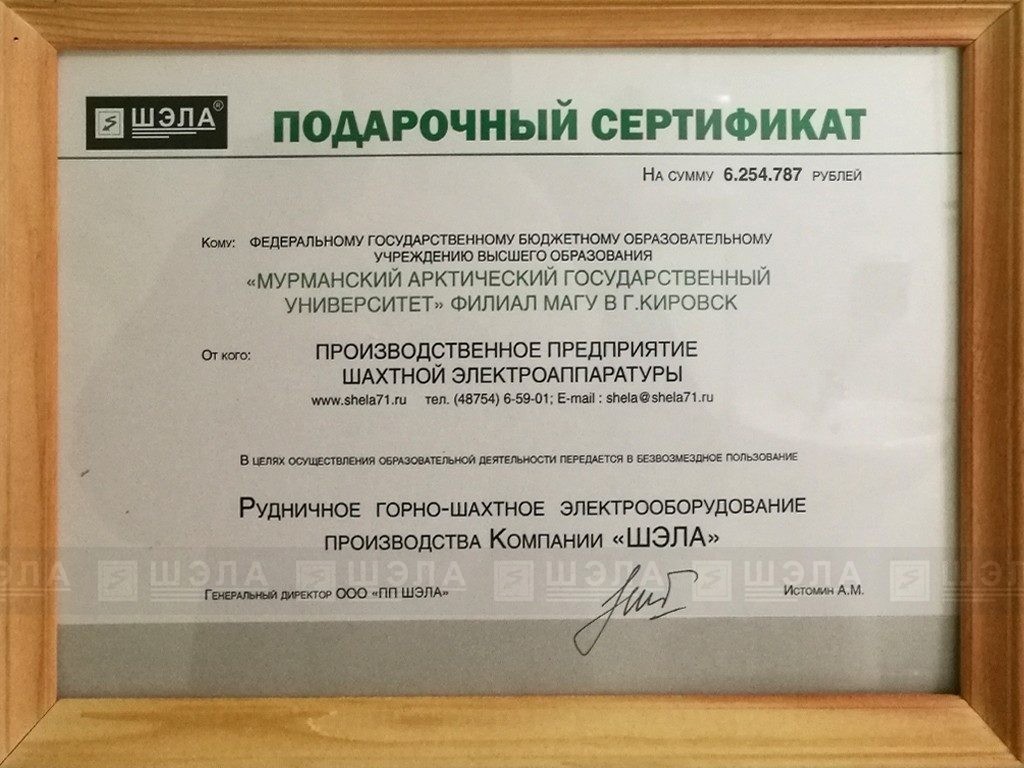 ШЭЛА®
ПОДАРОЧНЫЙ СЕРТИФИКАТ
НА СУММУ 6.254.787 РУБЛЕЙ
Кому: ФЕДЕРАЛЬНОМУ ГОСУДАРСТВЕННОМУ БЮДЖЕТНОМУ ОБРАЗОВАТЕЛЬНОМУ
УЧРЕЖДЕНИЮ ВЫСШЕГО ОБРАЗОВАНИЯ
«МУРМАНСКИЙ АРКТИЧЕСКИЙ ГОСУДАРСТВЕННЫЙ
УНИВЕРСИТЕТ» ФИЛИАЛ МАГУ В Г.КИРОВСК
От кого: ПРОИЗВОДСТВЕННОЕ ПРЕДПРИЯТИЕ
ШАХТНОЙ ЭЛЕКТРОАППАРАТУРЫ
www.shela71.ru тел. (48754) 6-59-01; E-mail : shela@shela71.ru
В ЦЕЛЯХ ОСУЩЕСТВЛЕНИЯ ОБРАЗОВАТЕЛЬНОЙ ДЕЯТЕЛЬНОСТИ ПЕРЕДАЕТСЯ В БЕЗВОЗМЕЗДНОЕ ПОЛЬЗОВАНИЕ
РУДНИЧНОЕ ГОРНО-ШАХТНОЕ ЭЛЕКТРООБОРУДОВАНИЕ
ПРОИЗВОДСТВА КОМПАНИИ «ШЭЛА»
ШЭЛА ШЭЛА ШЭЛА ШЭЛА
ГЕНЕРАЛЬНЫЙ ДИРЕКТОР ООО «ПП ШЭЛА» ИСТОМИН А.М.